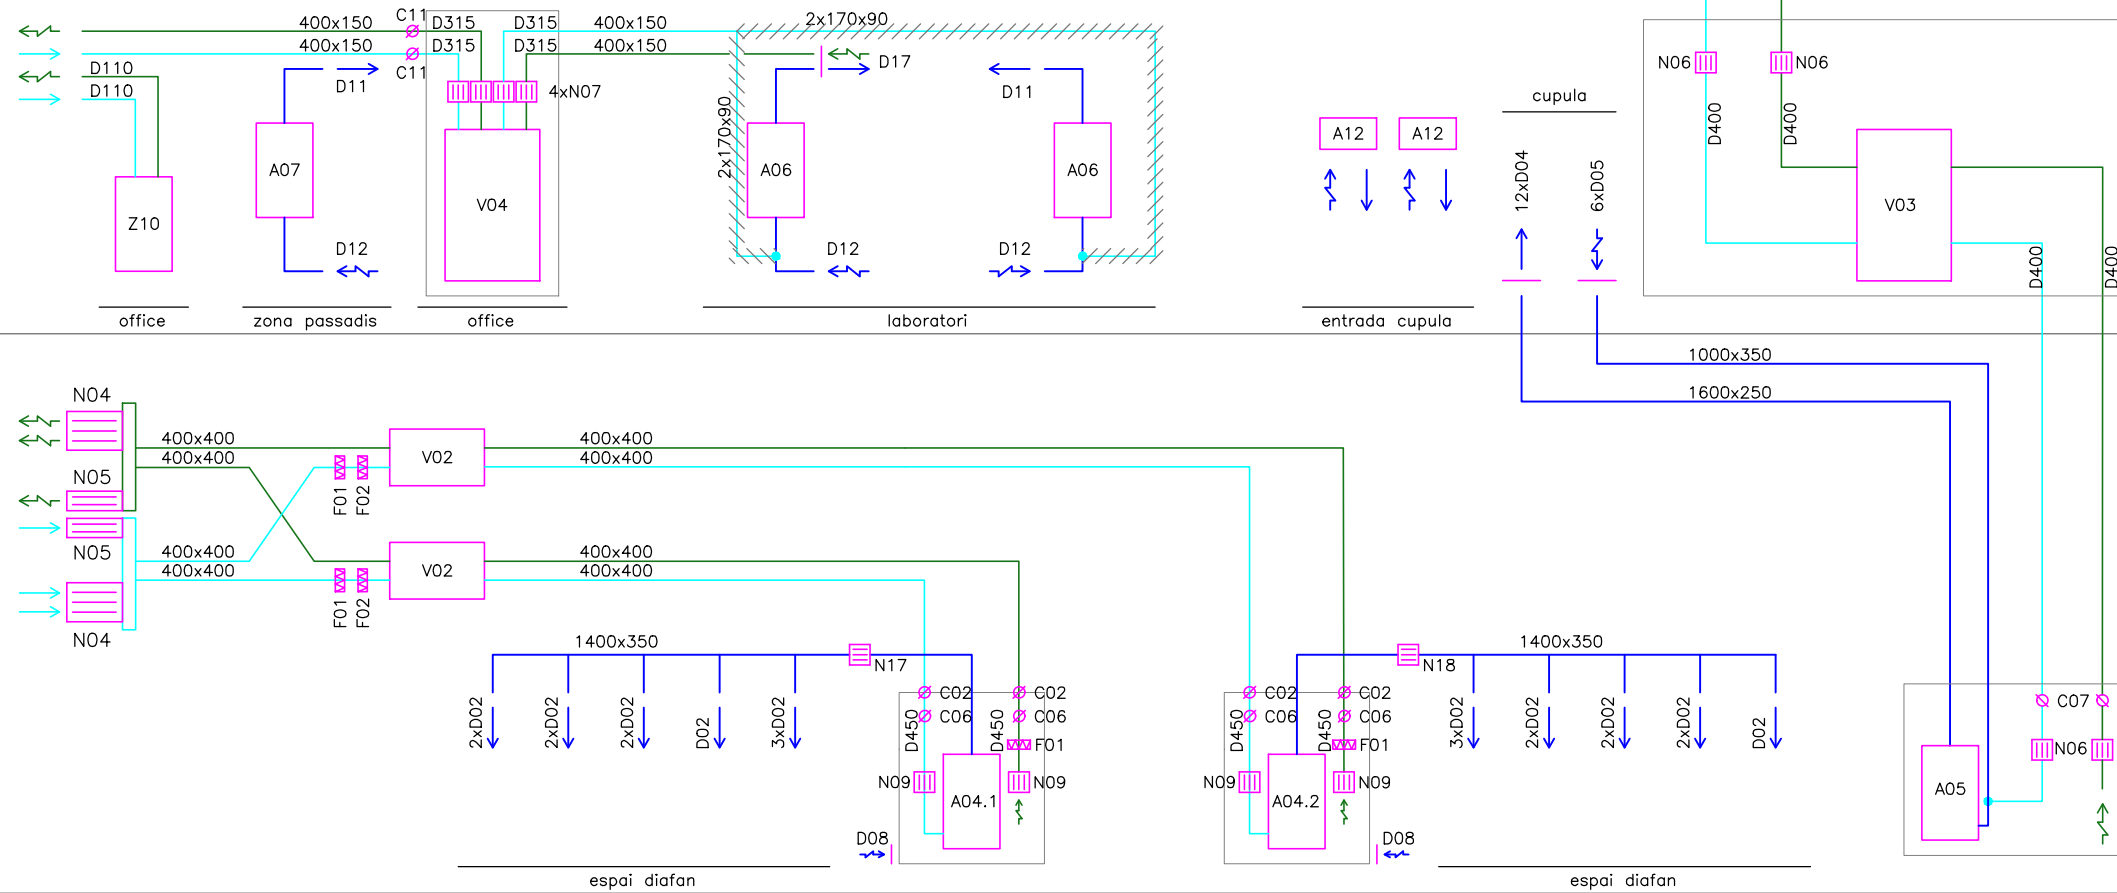 C11
400x150
D315
D315
400x150
2x170x90
400x150
D315
D315
400x150
C11
D110
D110
D11
4xN07
D17
D11
2x170x90
Z10
A07
V04
A06
A06
D12
D12
D12
office
zona passadis
office
laboratori
A12
A12
entrada cupula
cupula
12xD04
6xD05
N06
N06
D400
D400
V03
D400
D400
1000x350
1600x250
N04
400x400
400x400
N05
F01
F02
V02
400x400
400x400
N05
400x400
400x400
N04
F01
F02
V02
400x400
400x400
1400x350
N17
2xD02
2xD02
2xD02
D02
3xD02
C02
C02
C06
C06
D450
D450
F01
N09
N09
A04.1
D08
espai diafan
1400x350
N18
C02
C02
C06
C06
D450
D450
F01
N09
N09
A04.2
D08
3xD02
2xD02
2xD02
2xD02
D02
espai diafan
C07
N06
A05